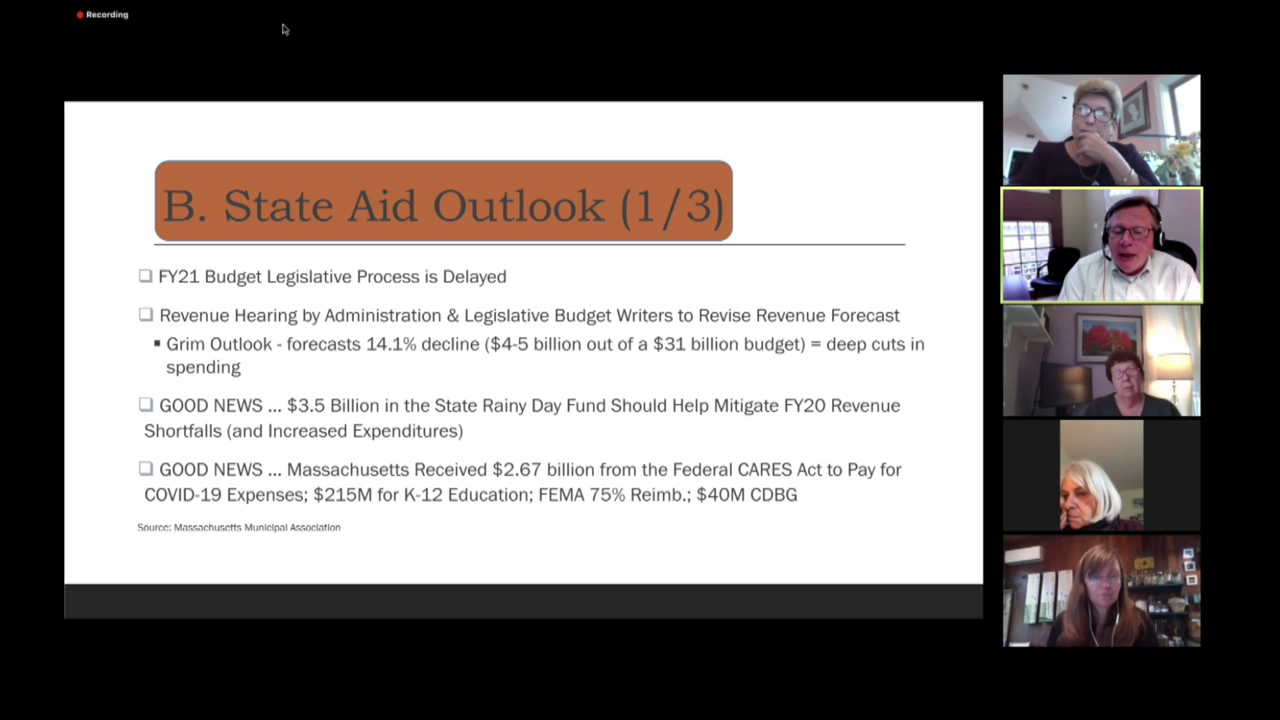 Recording
B. State Aid Outlook (1/3)
FY21 Budget Legislative Process is Delayed
Revenue Hearing by Administration & Legislative Budget Writers to Revise Revenue Forecast
Grim Outlook - forecasts 14.1% decline ($4-5 billion out of a $31 billion budget) = deep cuts in
spending
GOOD NEWS ... $3.5 Billion in the State Rainy Day Fund Should Help Mitigate FY20 Revenue
Shortfalls (and Increased Expenditures)
GOOD NEWS ... Massachusetts Received $2.67 billion from the Federal CARES Act to Pay for
COVID-19 Expenses; $215M for K-12 Education; FEMA 75% Reimb.; $40M CDBG
Source: Massachusetts Municipal Association